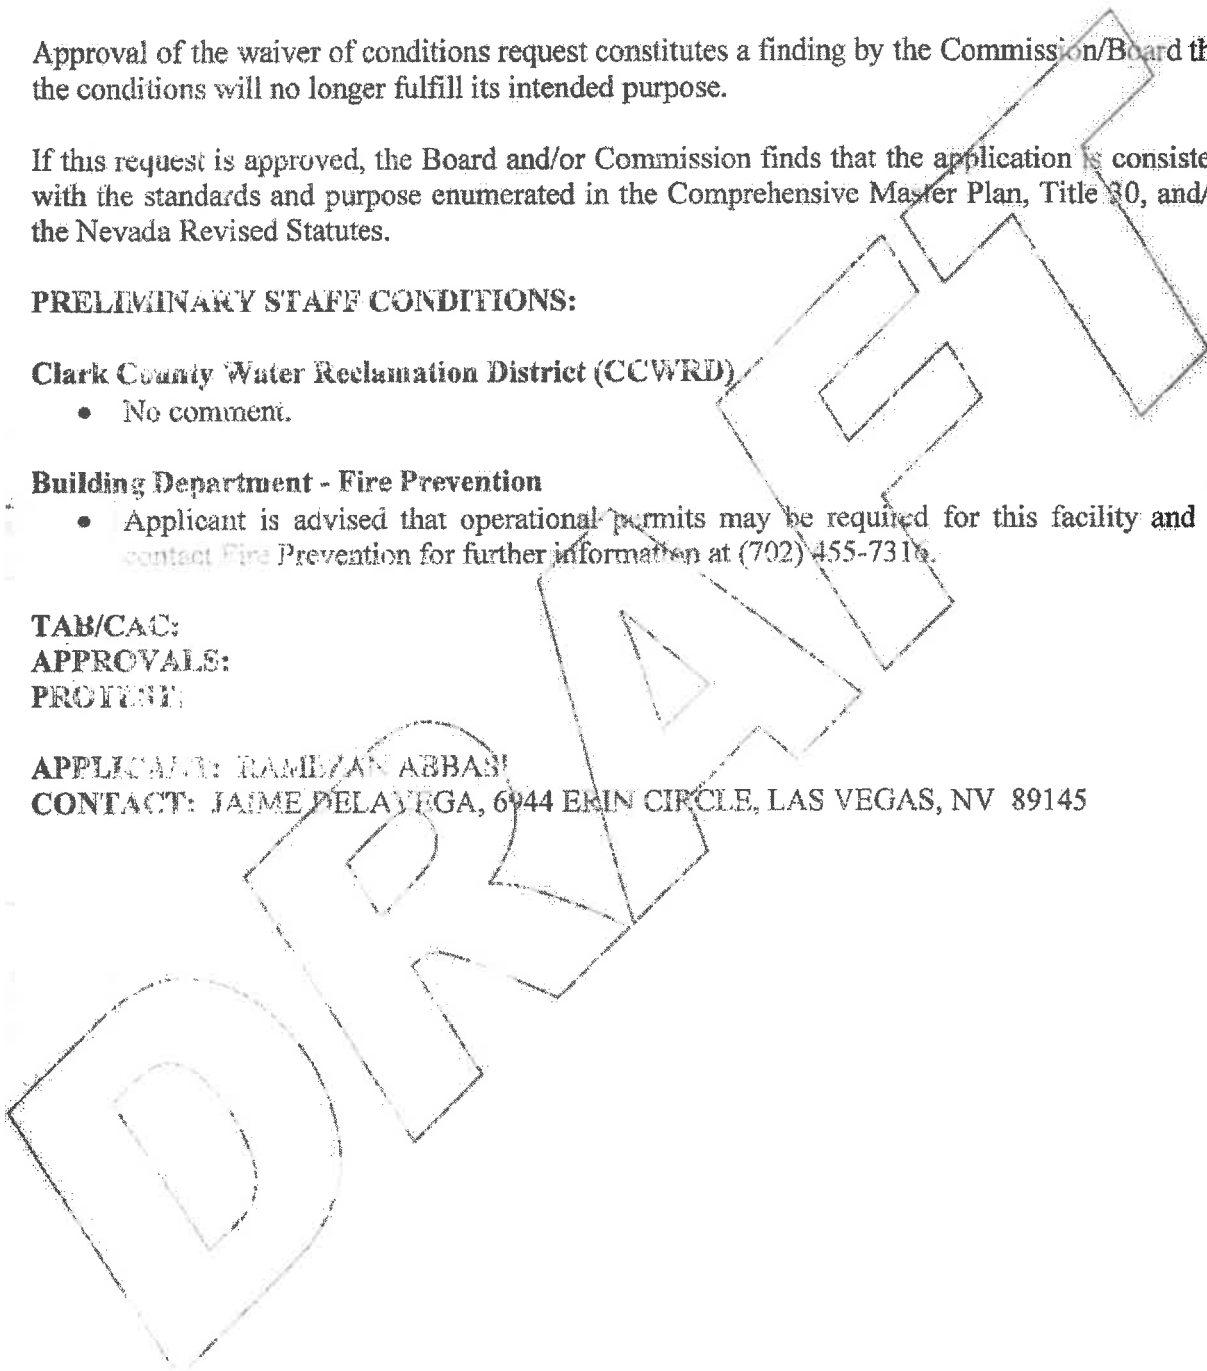 Approval of the waiver of conditions request constitutes a finding by the Commission/Board th
the conditions will no longer fulfill its intended purpose.
If this request is approved, the Board and/or Commission finds that the application is consiste
with the standards and purpose enumerated in the Comprehensive Master Plan, Title 30, and/
the Nevada Revised Statutes.
PRELIMINARY STAFF CONDITIONS:
Clark County Water Reclamation District (CCWRD)
• No comment.
Building Department - Fire Prevention
• Applicant is advised that operational permits may be required for this facility and
contact Fire Prevention for further information at (702) 455-7316.
TAB/CAC:
APPROVALS:
PROTEST:
APPLICANT: RAMEZAN ABBASI
CONTACT: JAIME DELAVEGA, 6944 ERIN CIRCLE, LAS VEGAS, NV 89145
DRAFT